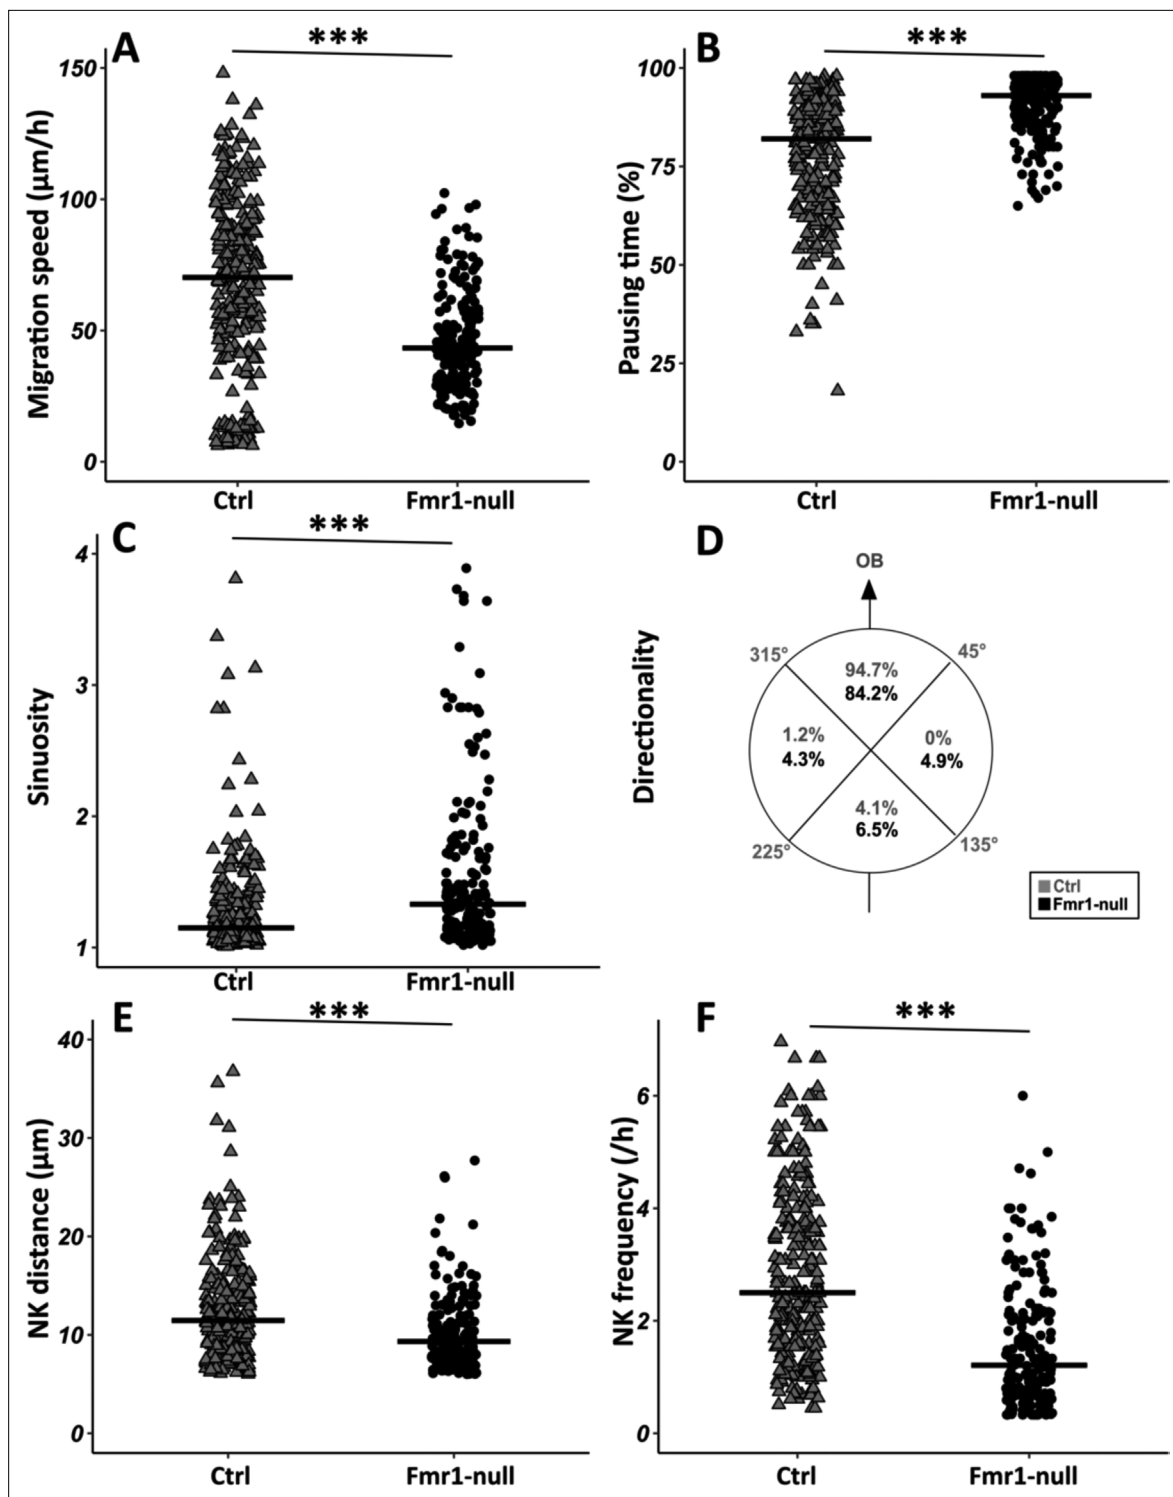 A
***
Migration speed (μm/h)
150
100
50
0
Ctrl
Fmr1-null
B
***
Pausing time (%)
100
75
50
25
0
Ctrl
Fmr1-null
C
***
Sinuosity
4
3
2
1
Ctrl
Fmr1-null
D
Directionality
OB
315°
45°
94.7%
84.2%
1.2%
4.3%
0%
4.9%
4.1%
6.5%
225°
135°
Ctrl
Fmr1-null
E
***
NK distance (μm)
40
30
20
10
0
Ctrl
Fmr1-null
F
***
NK frequency (/h)
6
4
2
0
Ctrl
Fmr1-null